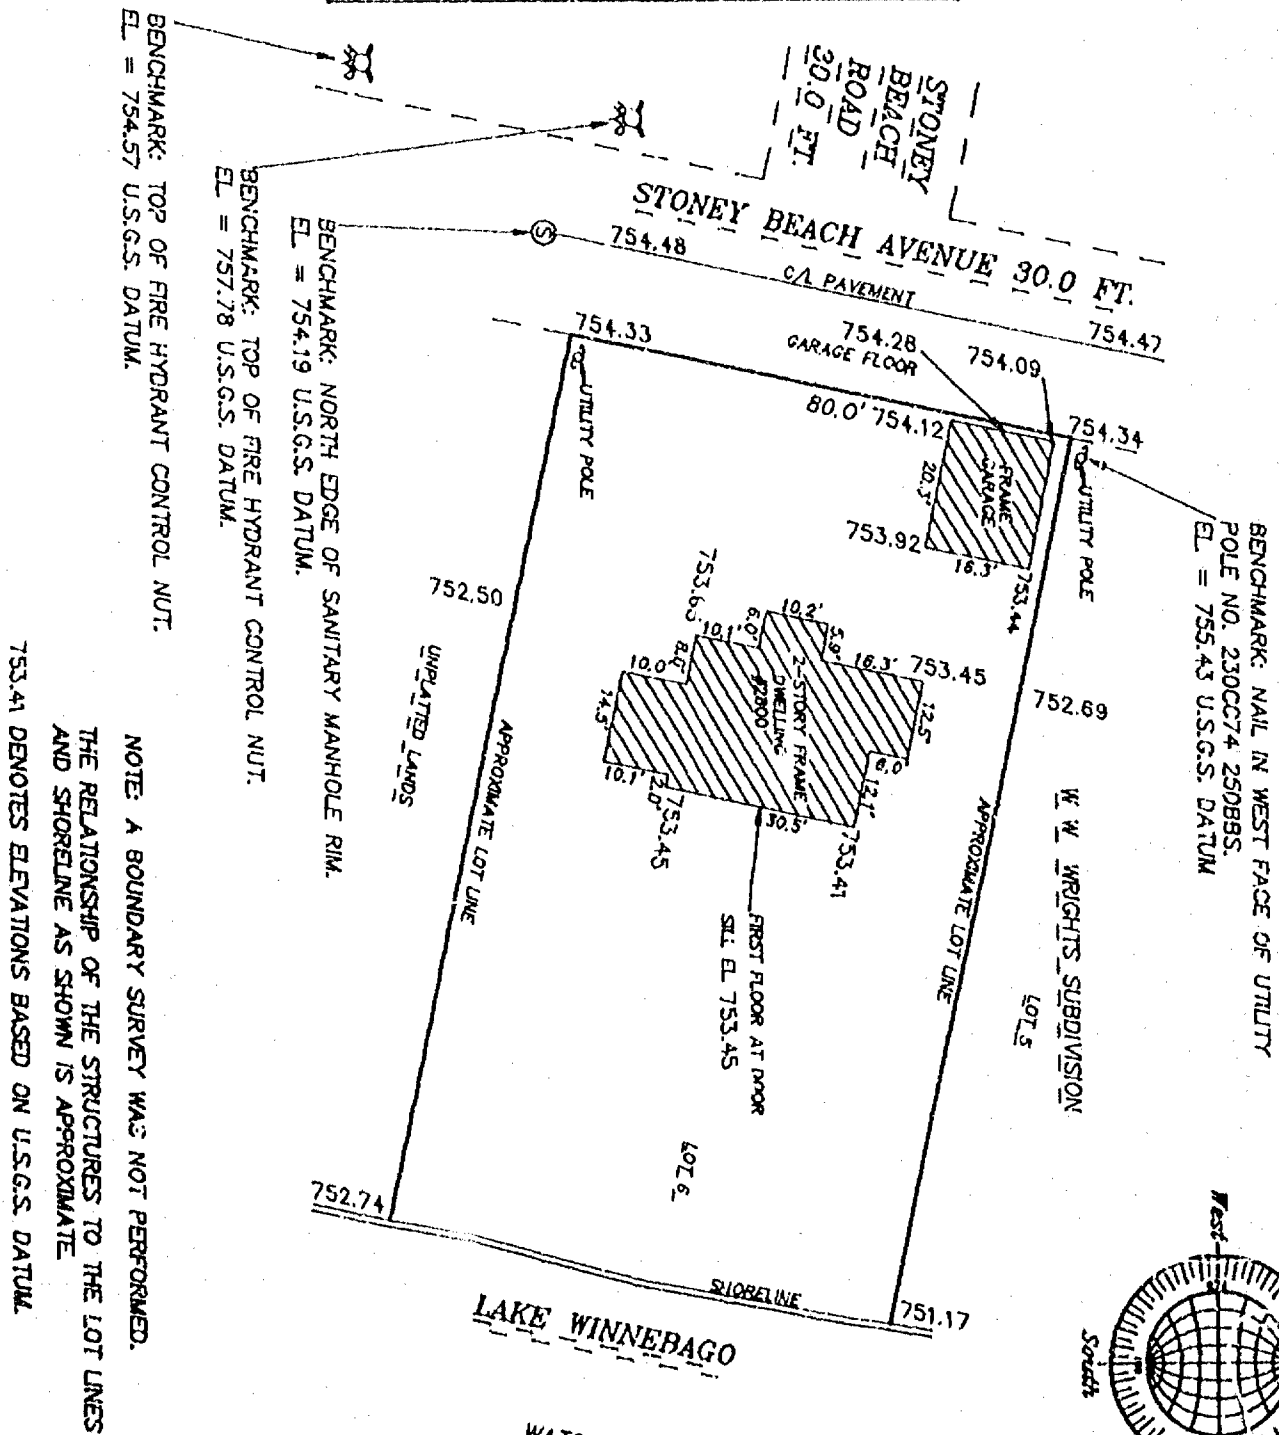 STONEY
BEACH
ROAD
30.0 FT.
STONEY BEACH AVENUE 30.0 FT.
C/L PAVEMENT
754.48
754.47
BENCHMARK: TOP OF FIRE HYDRANT CONTROL NUT.
EL = 754.57 U.S.G.S. DATUM.
BENCHMARK: TOP OF FIRE HYDRANT CONTROL NUT.
EL = 757.78 U.S.G.S. DATUM.
BENCHMARK: NORTH EDGE OF SANITARY MANHOLE RIM.
EL = 754.19 U.S.G.S. DATUM.
S
BENCHMARK: NAIL IN WEST FACE OF UTILITY
POLE NO. 230CC74 250BBS.
EL = 755.43 U.S.G.S. DATUM
754.33
754.28
GARAGE FLOOR
754.09
80.0'
754.12
754.34
UTILITY POLE
UTILITY POLE
FRAME
GARAGE
20.3'
16.3'
753.92
753.44
752.50
752.69
753.45
10.2'
6.0'
5.9'
16.3'
10.1'
10.0'
14.5'
10.1'
2.0'
12.5'
6.0'
12.1'
30.5'
2-STORY FRAME
DWELLING
#2800
753.45
753.41
FIRST FLOOR AT DOOR
SILL EL 753.45
UNPLATTED LANDS
APPROXIMATE LOT LINE
APPROXIMATE LOT LINE
W. W. WRIGHTS SUBDIVISION
LOT 5
LOT 6
752.74
751.17
SHORELINE
LAKE WINNEBAGO
West
South
NOTE: A BOUNDARY SURVEY WAS NOT PERFORMED.
THE RELATIONSHIP OF THE STRUCTURES TO THE LOT LINES
AND SHORELINE AS SHOWN IS APPROXIMATE
753.41 DENOTES ELEVATIONS BASED ON U.S.G.S. DATUM.